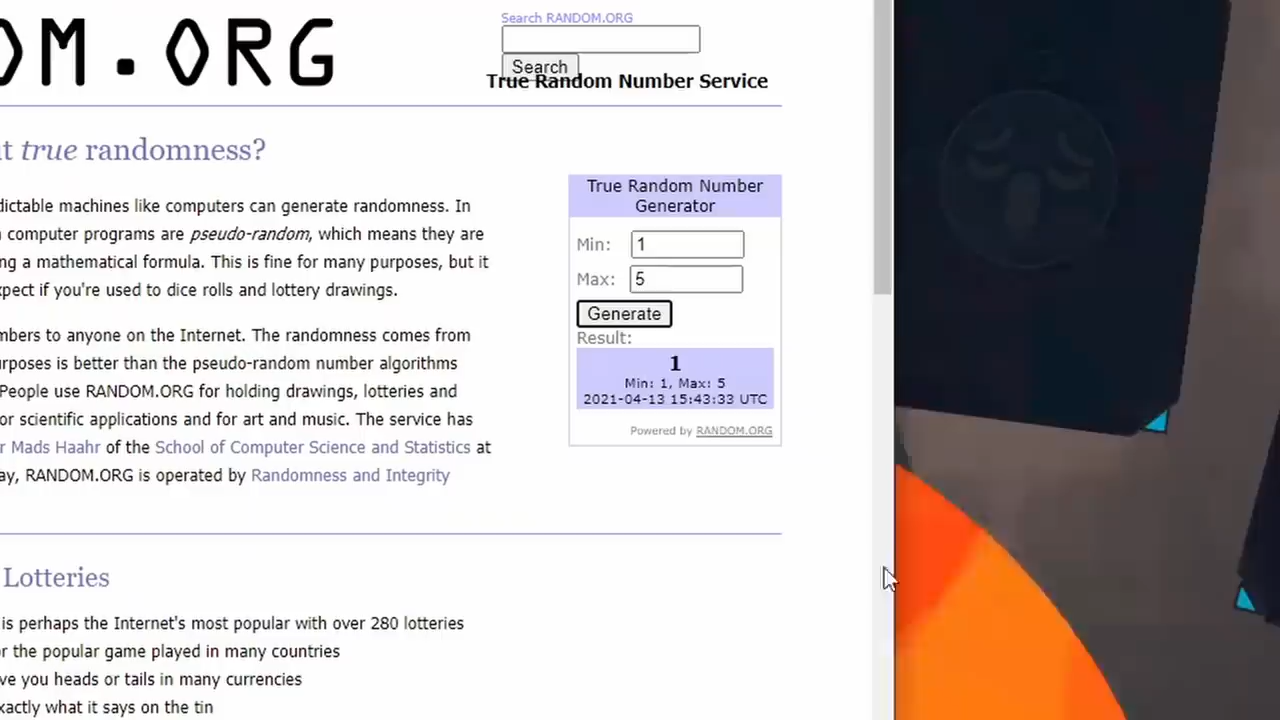 Search RANDOM.ORG
OM.ORG
Search
True Random Number Service
t true randomness?
True Random Number
Generator
dictable machines like computers can generate randomness. In
computer programs are pseudo-random, which means they are
Min: 1
ng a mathematical formula. This is fine for many purposes, but it
Max: 5
xpect if you're used to dice rolls and lottery drawings.
Generate
Result:
mbers to anyone on the Internet. The randomness comes from
urposes is better than the pseudo-random number algorithms
1
Min: 1, Max: 5
People use RANDOM.ORG for holding drawings, lotteries and
2021-04-13 15:43:33 UTC
or scientific applications and for art and music. The service has
Powered by RANDOM.ORG
r Mads Haahr of the School of Computer Science and Statistics at
ay, RANDOM.ORG is operated by Randomness and Integrity
Lotteries
is perhaps the Internet's most popular with over 280 lotteries
or the popular game played in many countries
ve you heads or tails in many currencies
xactly what it says on the tin